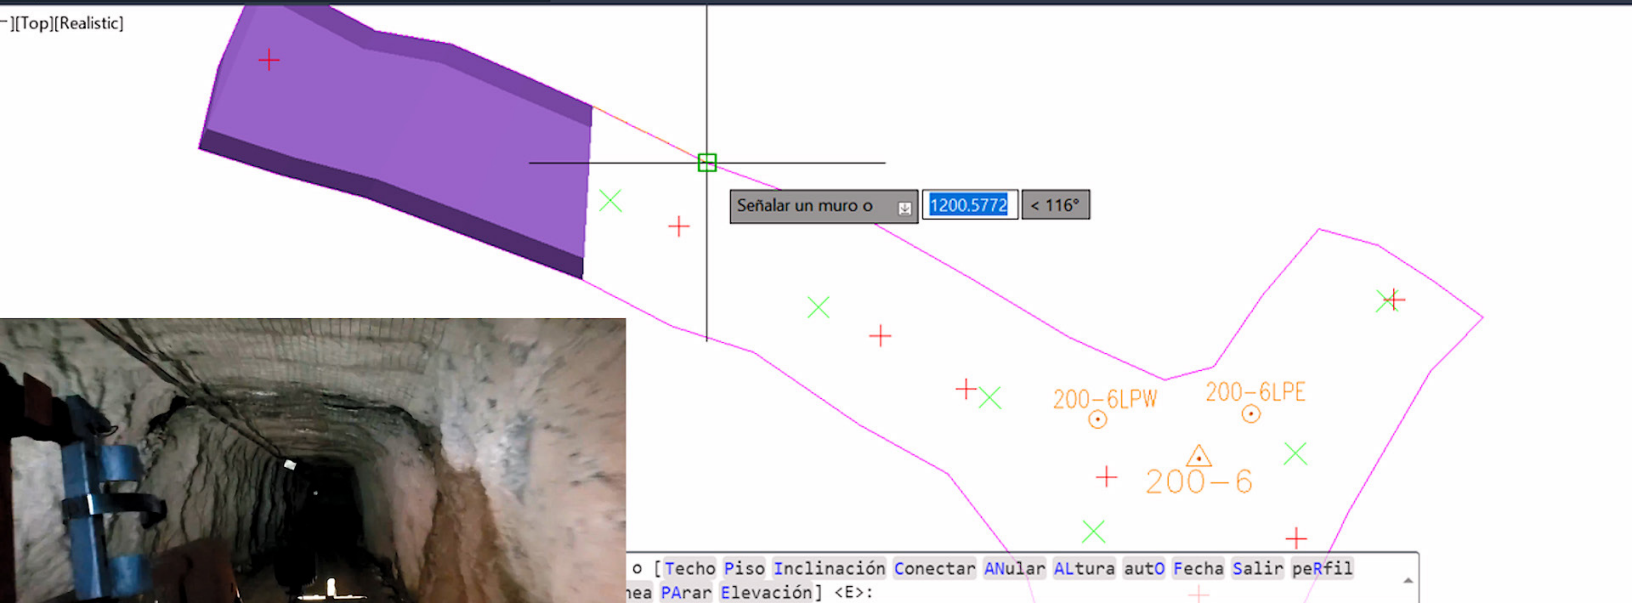 ][Top][Realistic]
Señalar un muro o
1200.5772
< 116°
200-6LPW
200-6LPE
200-6
o [Techo Piso Inclinación Conectar ANular ALtura autO Fecha Salir peRfil
nea PArar Elevación] <E>: